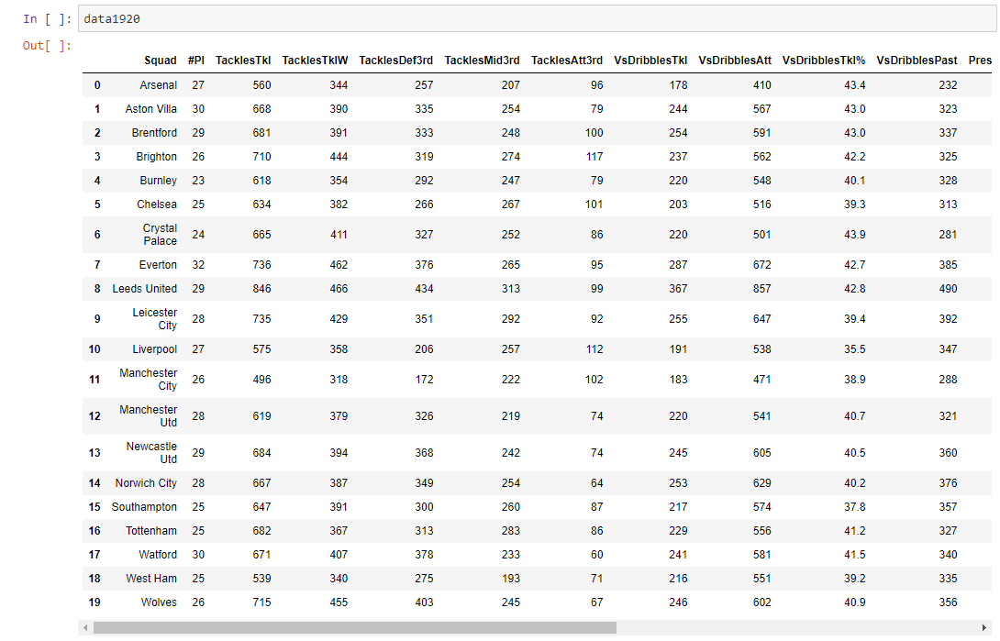 In [ ]: data1920
Out[ ]:
Squad #Pl TacklesTkl TacklesTklW TacklesDef3rd TacklesMid3rd TacklesAtt3rd VsDribblesTkl VsDribblesAtt VsDribblesTkl% VsDribblesPast Pres
0 Arsenal 27 560 344 257 207 96 178 410 43.4 232
1 Aston Villa 30 668 390 335 254 79 244 567 43.0 323
2 Brentford 29 681 391 333 248 100 254 591 43.0 337
3 Brighton 26 710 444 319 274 117 237 562 42.2 325
4 Burnley 23 618 354 292 247 79 220 548 40.1 328
5 Chelsea 25 634 382 266 267 101 203 516 39.3 313
6 Crystal Palace 24 665 411 327 252 86 220 501 43.9 281
7 Everton 32 736 462 376 265 95 287 672 42.7 385
8 Leeds United 29 846 466 434 313 99 367 857 42.8 490
9 Leicester City 28 735 429 351 292 92 255 647 39.4 392
10 Liverpool 27 575 358 206 257 112 191 538 35.5 347
11 Manchester City 26 496 318 172 222 102 183 471 38.9 288
12 Manchester Utd 28 619 379 326 219 74 220 541 40.7 321
13 Newcastle Utd 29 684 394 368 242 74 245 605 40.5 360
14 Norwich City 28 667 387 349 254 64 253 629 40.2 376
15 Southampton 25 647 391 300 260 87 217 574 37.8 357
16 Tottenham 25 682 367 313 283 86 229 556 41.2 327
17 Watford 30 671 407 378 233 60 241 581 41.5 340
18 West Ham 25 539 340 275 193 71 216 551 39.2 335
19 Wolves 26 715 455 403 245 67 246 602 40.9 356